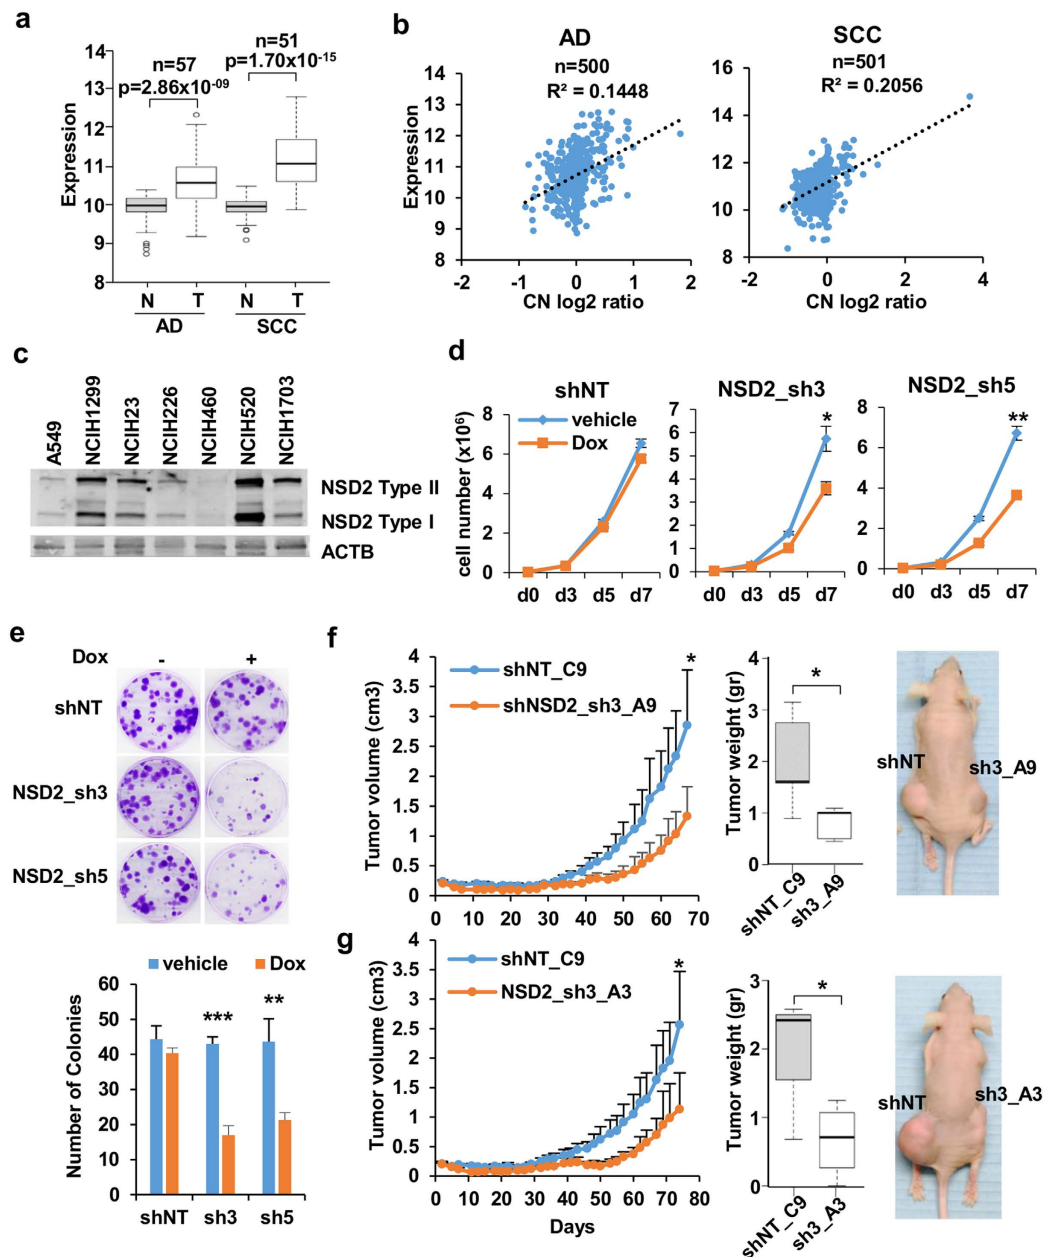 a
n=57
p=2.86x10-09
n=51
p=1.70x10-15
Expression
14
13
12
11
10
9
8
N T N T
AD SCC
b
AD
n=500
R² = 0.1448
Expression
14
13
12
11
10
9
8
-2 -1 0 1 2
CN log2 ratio
SCC
n=501
R² = 0.2056
16
14
12
10
8
-2 0 2 4
CN log2 ratio
c
A549
NCIH1299
NCIH23
NCIH226
NCIH460
NCIH520
NCIH1703
NSD2 Type II
NSD2 Type I
ACTB
d
shNT
vehicle
Dox
cell number (x10⁶)
8
6
4
2
0
d0 d3 d5 d7
NSD2_sh3
*
7
6
5
4
3
2
1
0
d0 d3 d5 d7
NSD2_sh5
**
8
6
4
2
0
d0 d3 d5 d7
e
Dox - +
shNT
NSD2_sh3
NSD2_sh5
vehicle Dox
Number of Colonies
60
50
40
30
20
10
0
*** **
shNT sh3 sh5
f
shNT_C9
shNSD2_sh3_A9
*
Tumor volume (cm3)
4
3.5
3
2.5
2
1.5
1
0.5
0
0 10 20 30 40 50 60 70
Tumor weight (gr)
4
3
2
1
0
*
shNT_C9
sh3_A9
shNT
sh3_A9
g
shNT_C9
NSD2_sh3_A3
*
Tumor volume (cm3)
4
3.5
3
2.5
2
1.5
1
0.5
0
0 10 20 30 40 50 60 70 80
Days
Tumor weight (gr)
3
2
1
0
*
shNT_C9
sh3_A3
shNT
sh3_A3